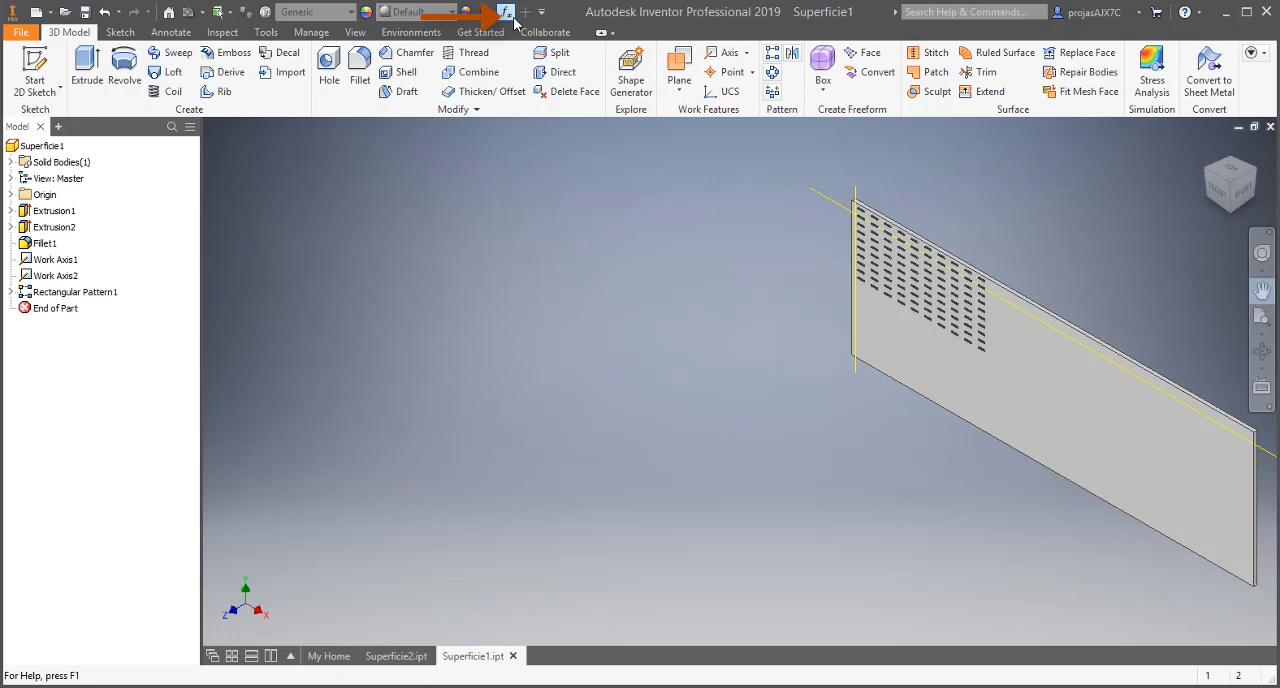 PRO
Generic
Default
fx
Autodesk Inventor Professional 2019 Superficie1
Search Help & Commands...
projasAJX7C
File 3D Model Sketch Annotate Inspect Tools Manage View Environments Get Started Collaborate
Start
2D Sketch
Sketch
Extrude
Revolve
Sweep
Loft
Coil
Emboss
Derive
Rib
Decal
Import
Create
Hole
Fillet
Chamfer
Shell
Draft
Thread
Combine
Thicken/ Offset
Split
Direct
Delete Face
Modify
Shape
Generator
Explore
Plane
Axis
Point
UCS
Work Features
Pattern
Box
Face
Convert
Create Freeform
Stitch
Patch
Sculpt
Ruled Surface
Trim
Extend
Replace Face
Repair Bodies
Fit Mesh Face
Surface
Stress
Analysis
Simulation
Convert to
Sheet Metal
Convert
Model
Superficie1
Solid Bodies(1)
View: Master
Origin
Extrusion1
Extrusion2
Fillet1
Work Axis1
Work Axis2
Rectangular Pattern1
End of Part
TOP
FRONT
RIGHT
Y
Z
X
My Home Superficie2.ipt Superficie1.ipt
For Help, press F1
1 2